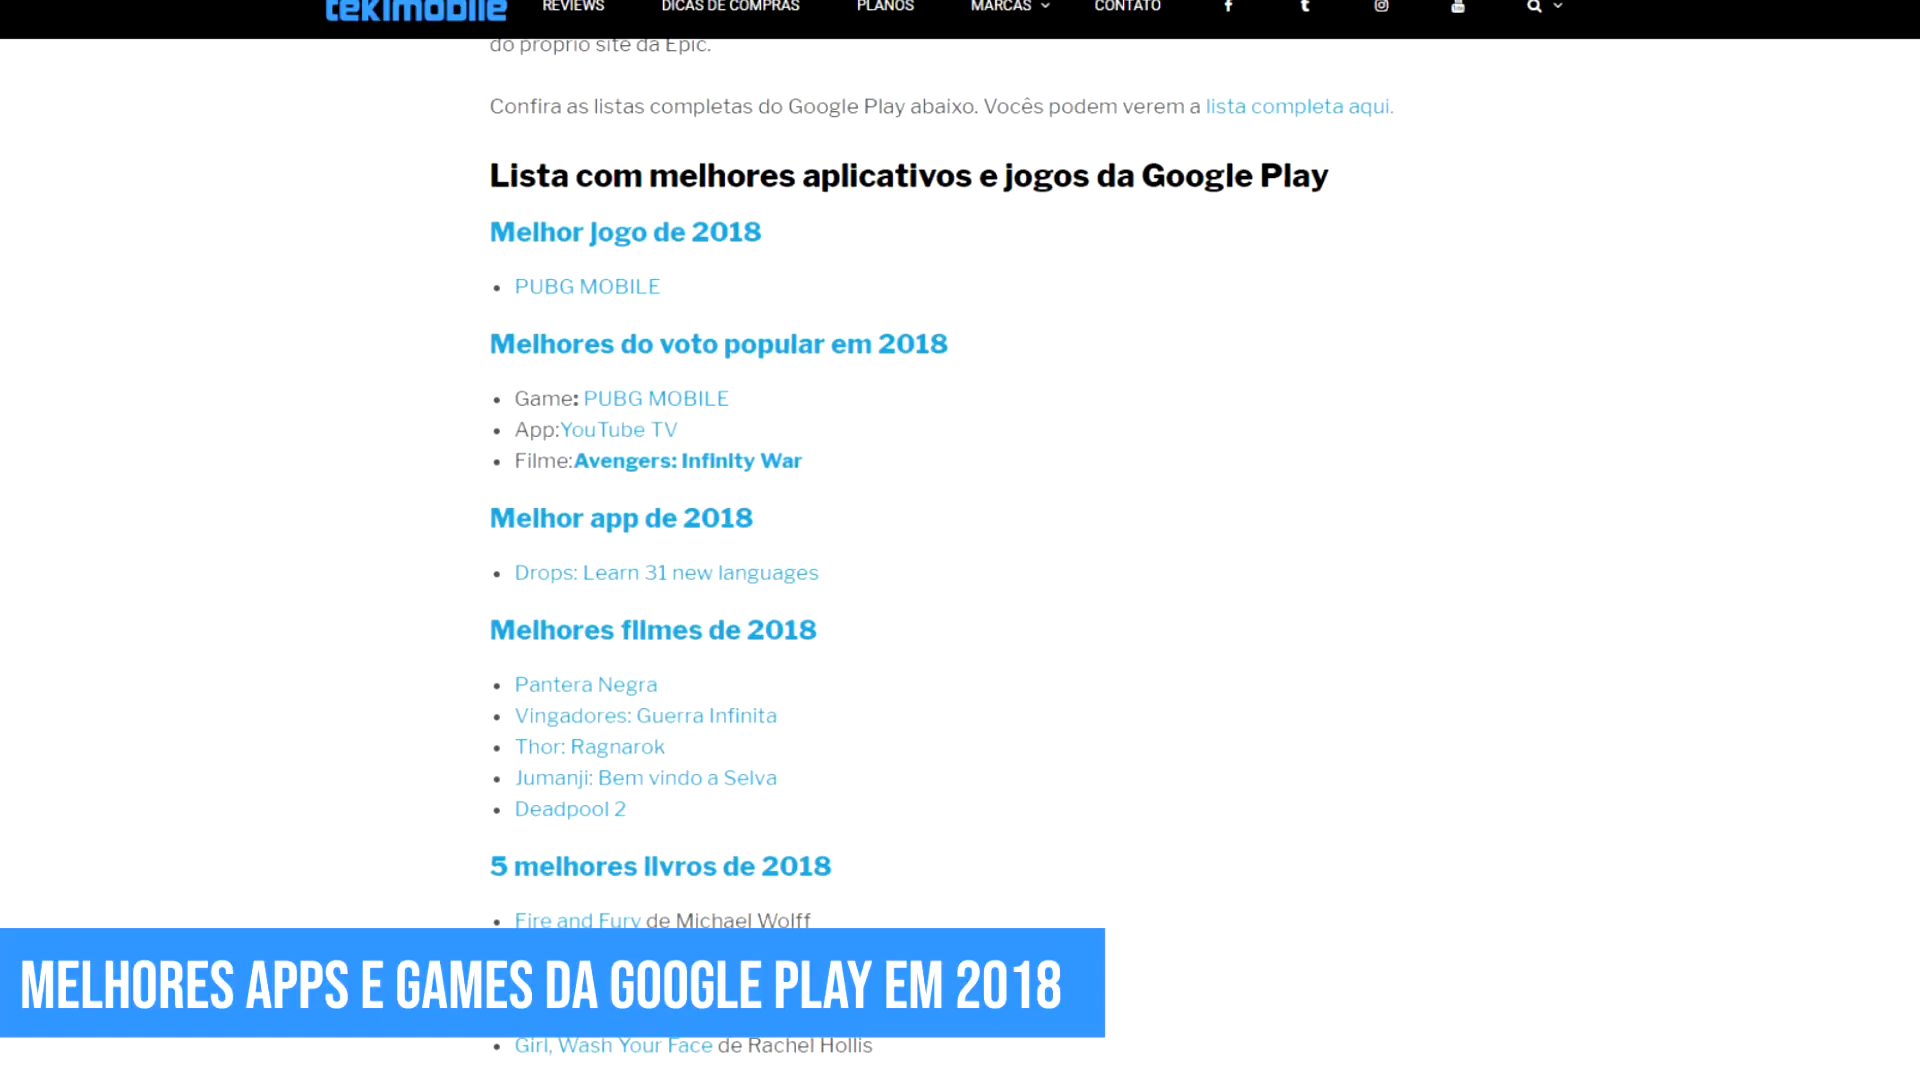 tekimobile REVIEWS DICAS DE COMPRAS PLANOS MARCAS CONTATO
do próprio site da Epic.
Confira as listas completas do Google Play abaixo. Vocês podem verem a lista completa aqui.
Lista com melhores aplicativos e jogos da Google Play
Melhor Jogo de 2018
• PUBG MOBILE
Melhores do voto popular em 2018
• Game: PUBG MOBILE
• App:YouTube TV
• Filme:Avengers: Infinity War
Melhor app de 2018
• Drops: Learn 31 new languages
Melhores filmes de 2018
• Pantera Negra
• Vingadores: Guerra Infinita
• Thor: Ragnarok
• Jumanji: Bem vindo a Selva
• Deadpool 2
5 melhores livros de 2018
• Fire and Fury de Michael Wolff
MELHORES APPS E GAMES DA GOOGLE PLAY EM 2018
• Girl, Wash Your Face de Rachel Hollis